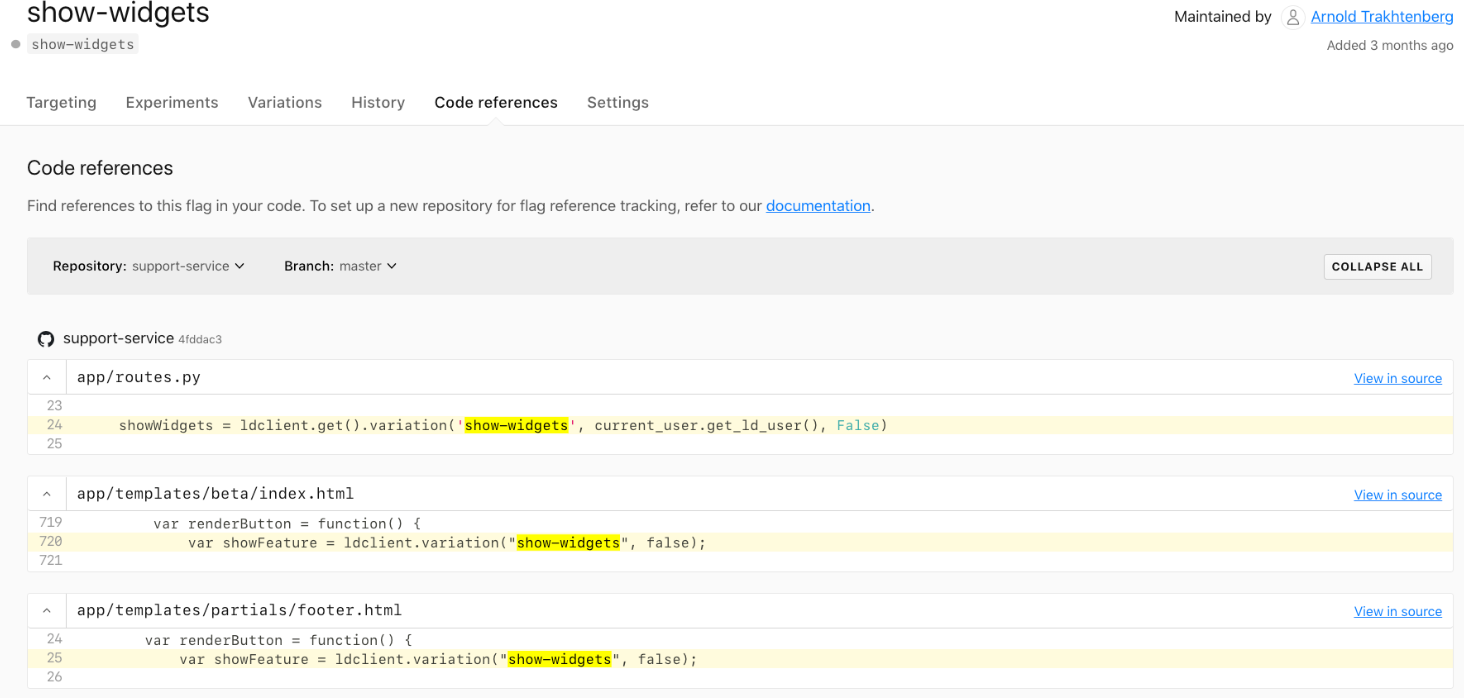 show-widgets
Maintained by Arnold Trakhtenberg
show-widgets
Added 3 months ago
Targeting Experiments Variations History Code references Settings
Code references
Find references to this flag in your code. To set up a new repository for flag reference tracking, refer to our documentation.
Repository: support-service Branch: master COLLAPSE ALL
support-service 4fddac3
app/routes.py View in source
23
24 showWidgets = ldclient.get().variation('show-widgets', current_user.get_ld_user(), False)
25
app/templates/beta/index.html View in source
719 var renderButton = function() {
720 var showFeature = ldclient.variation("show-widgets", false);
721
app/templates/partials/footer.html View in source
24 var renderButton = function() {
25 var showFeature = ldclient.variation("show-widgets", false);
26